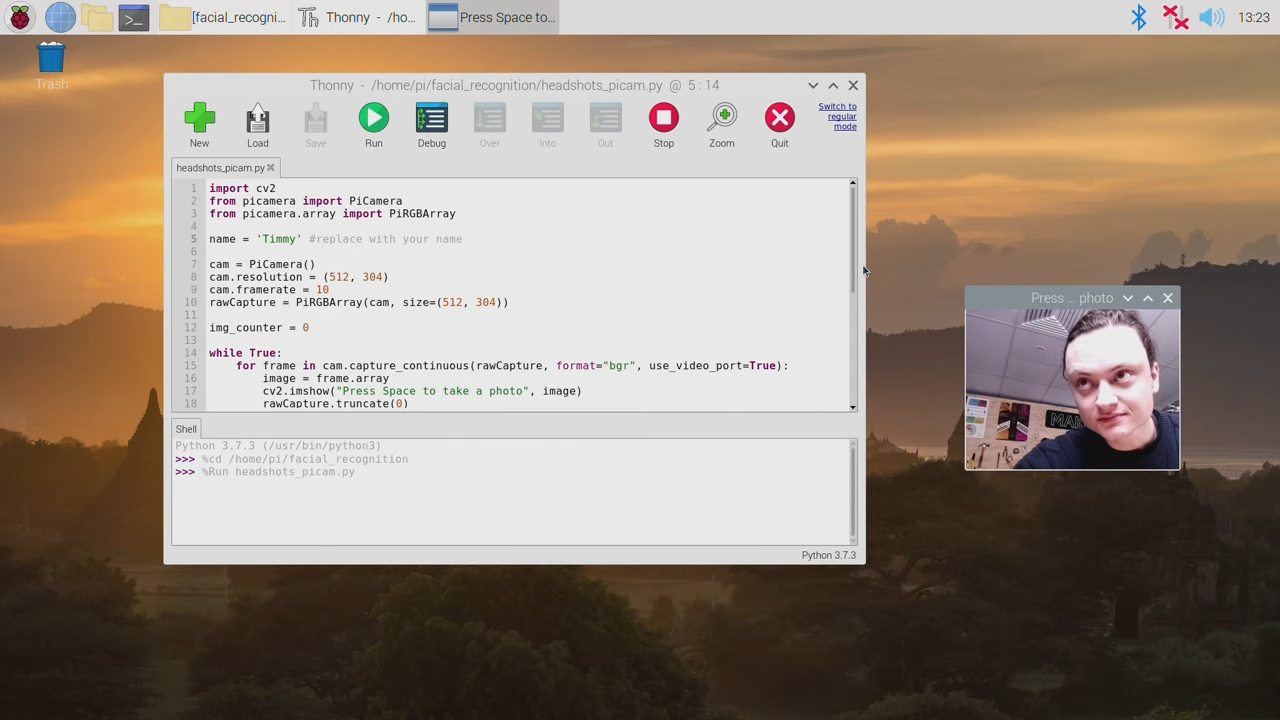 [facial_recogni...
Thonny - /ho...
Press Space to...
13:23
Trash
Thonny - /home/pi/facial_recognition/headshots_picam.py @ 5 : 14
New
Load
Save
Run
Debug
Over
Into
Out
Stop
Zoom
Quit
Switch to
regular
mode
headshots_picam.py
1 import cv2
2 from picamera import PiCamera
3 from picamera.array import PiRGBArray
4
5 name = 'Timmy' #replace with your name
6
7 cam = PiCamera()
8 cam.resolution = (512, 304)
9 cam.framerate = 10
10 rawCapture = PiRGBArray(cam, size=(512, 304))
11
12 img_counter = 0
13
14 while True:
15     for frame in cam.capture_continuous(rawCapture, format="bgr", use_video_port=True):
16         image = frame.array
17         cv2.imshow("Press Space to take a photo", image)
18         rawCapture.truncate(0)
Press ... photo
MAK
Shell
Python 3.7.3 (/usr/bin/python3)
>>> %cd /home/pi/facial_recognition
>>> %Run headshots_picam.py
Python 3.7.3